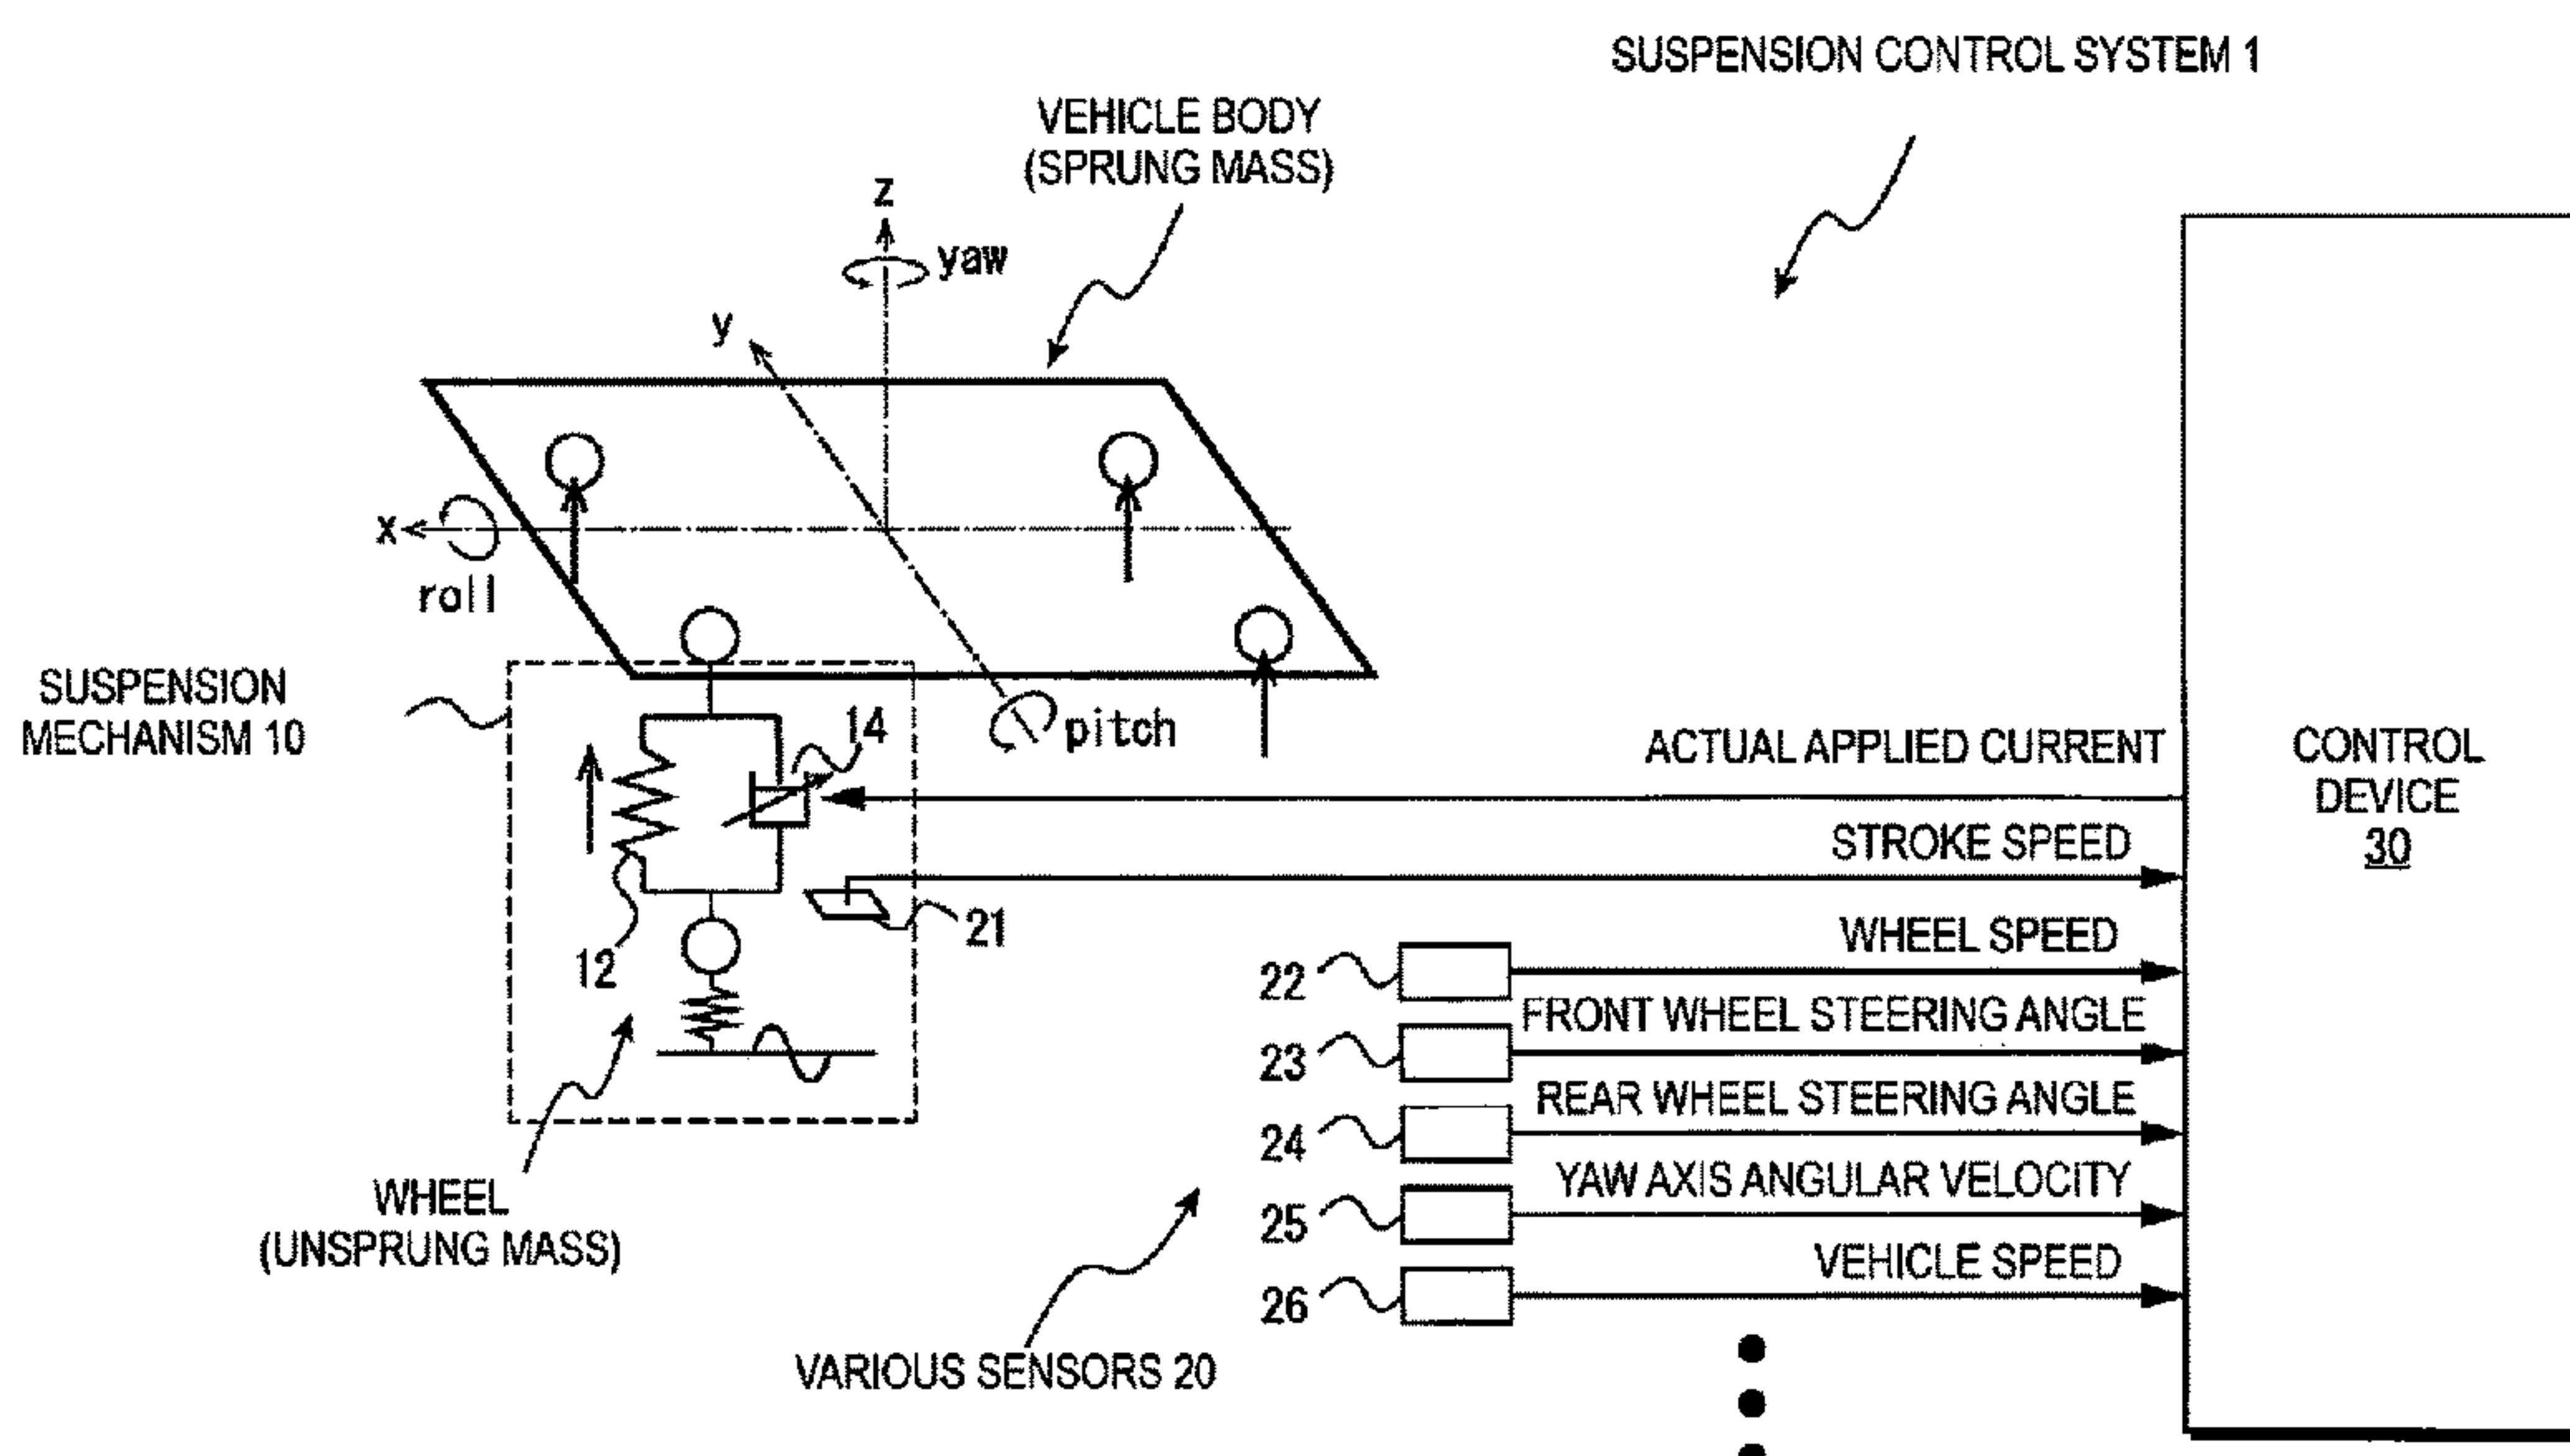 SUSPENSION CONTROL SYSTEM 1
VEHICLE BODY
(SPRUNG MASS)
z
yaw
y
x
roll
pitch
SUSPENSION
MECHANISM 10
14
12
21
WHEEL
(UNSPRUNG MASS)
ACTUAL APPLIED CURRENT
STROKE SPEED
WHEEL SPEED
22
FRONT WHEEL STEERING ANGLE
23
REAR WHEEL STEERING ANGLE
24
YAW AXIS ANGULAR VELOCITY
25
VEHICLE SPEED
26
VARIOUS SENSORS 20
CONTROL
DEVICE
30